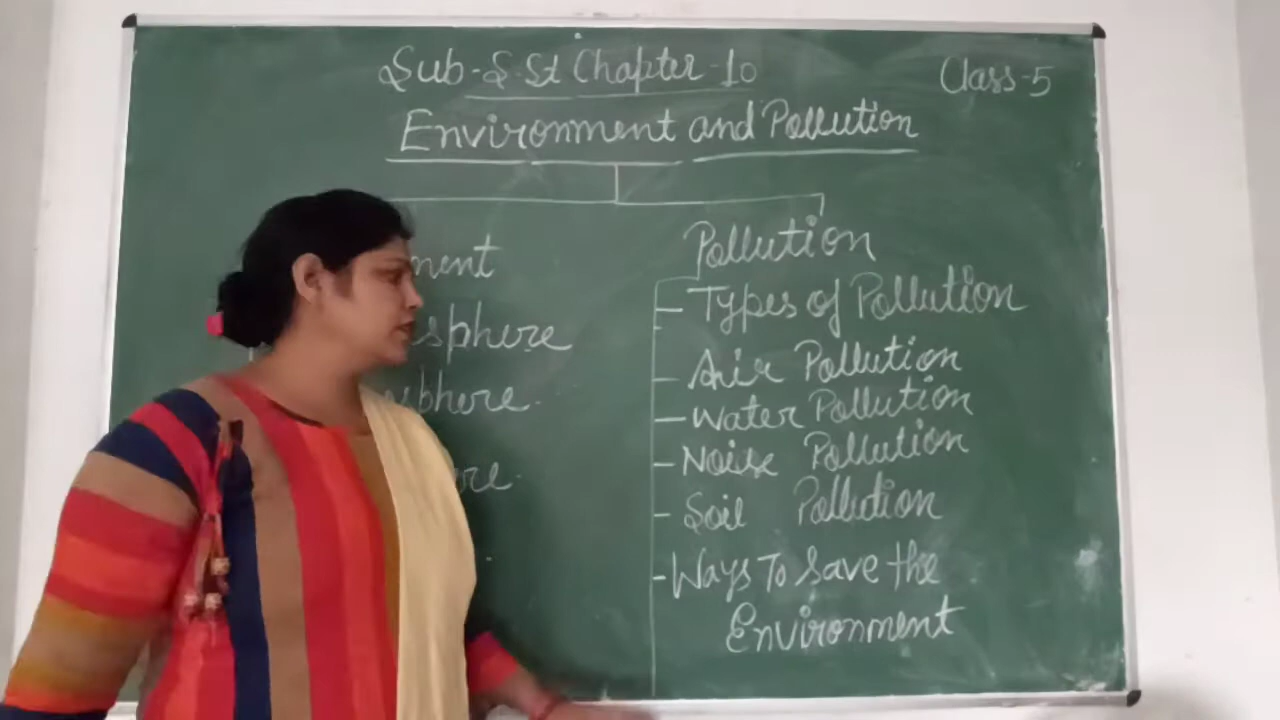 Sub-S.St Chapter-10
Class-5
Environment and Pollution
Pollution
Types of Pollution
Air Pollution
Water Pollution
Noise Pollution
Soil Pollution
Ways To Save the
Environment